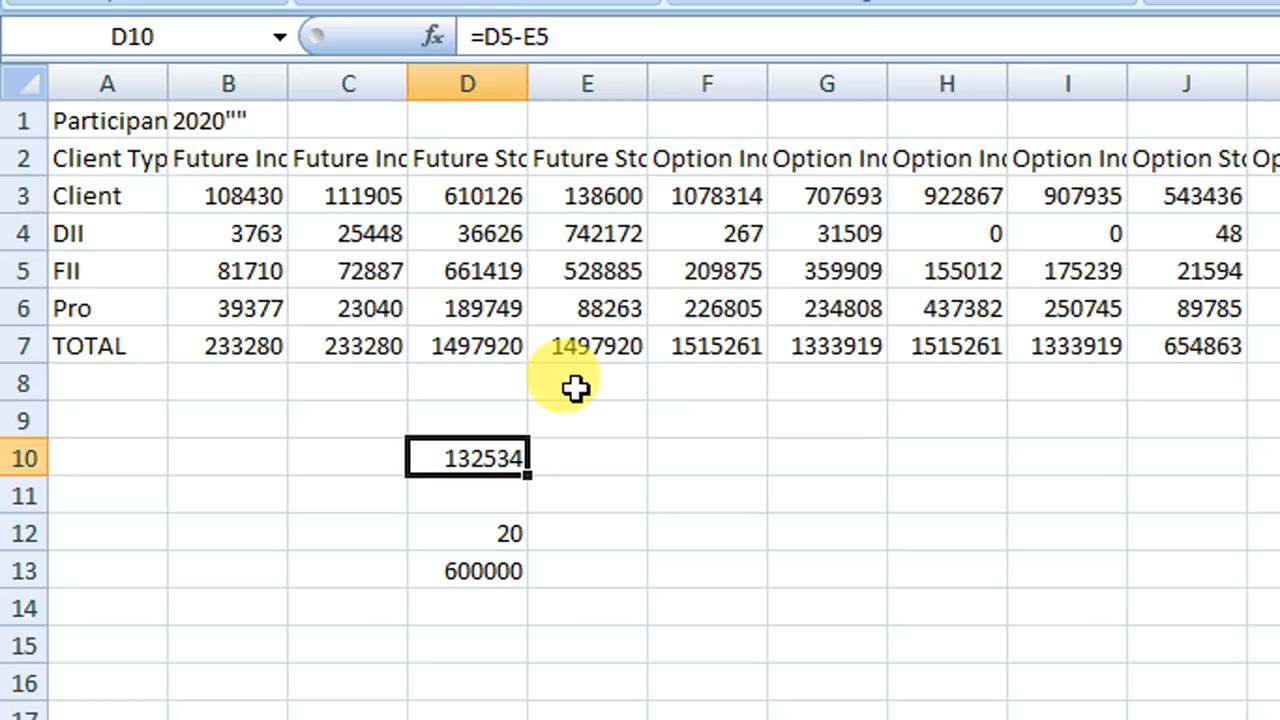 D10 fx =D5-E5
A B C D E F G H I J
1 Participan 2020""
2 Client Typ Future Inc Future Inc Future Sto Future Sto Option Inc Option Inc Option Inc Option Inc Option Sto Op
3 Client 108430 111905 610126 138600 1078314 707693 922867 907935 543436
4 DII 3763 25448 36626 742172 267 31509 0 0 48
5 FII 81710 72887 661419 528885 209875 359909 155012 175239 21594
6 Pro 39377 23040 189749 88263 226805 234808 437382 250745 89785
7 TOTAL 233280 233280 1497920 1497920 1515261 1333919 1515261 1333919 654863
8
9
10 132534
11
12 20
13 600000
14
15
16
17